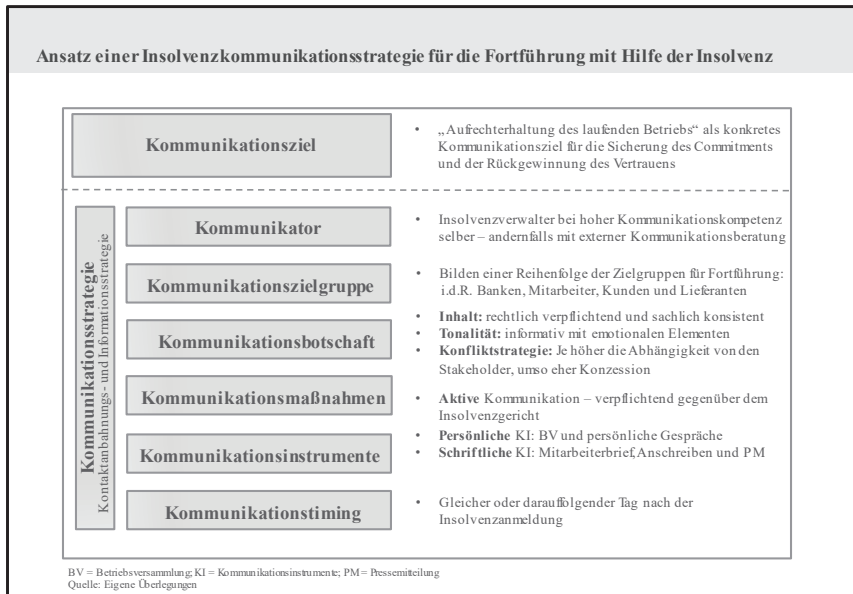 Ansatz einer Insolvenzkommunikationsstrategie für die Fortführung mit Hilfe der Insolvenz
Kommunikationsziel
• „Aufrechterhaltung des laufenden Betriebs“ als konkretes
Kommunikationsziel für die Sicherung des Commitments
und der Rückgewinnung des Vertrauens
Kommunikationsstrategie
Kontaktanbahnungs- und Informationsstrategie
Kommunikator
• Insolvenzverwalter bei hoher Kommunikationskompetenz
selber – andernfalls mit externer Kommunikationsberatung
Kommunikationszielgruppe
• Bilden einer Reihenfolge der Zielgruppen für Fortführung:
i.d.R. Banken, Mitarbeiter, Kunden und Lieferanten
Kommunikationsbotschaft
• Inhalt: rechtlich verpflichtend und sachlich konsistent
• Tonalität: informativ mit emotionalen Elementen
• Konfliktstrategie: Je höher die Abhängigkeit von den
Stakeholder, umso eher Konzession
Kommunikationsmaßnahmen
• Aktive Kommunikation – verpflichtend gegenüber dem
Insolvenzgericht
Kommunikationsinstrumente
• Persönliche KI: BV und persönliche Gespräche
• Schriftliche KI: Mitarbeiterbrief, Anschreiben und PM
Kommunikationstiming
• Gleicher oder darauffolgender Tag nach der
Insolvenzanmeldung
BV = Betriebsversammlung; KI = Kommunikationsinstrumente; PM = Pressemitteilung
Quelle: Eigene Überlegungen